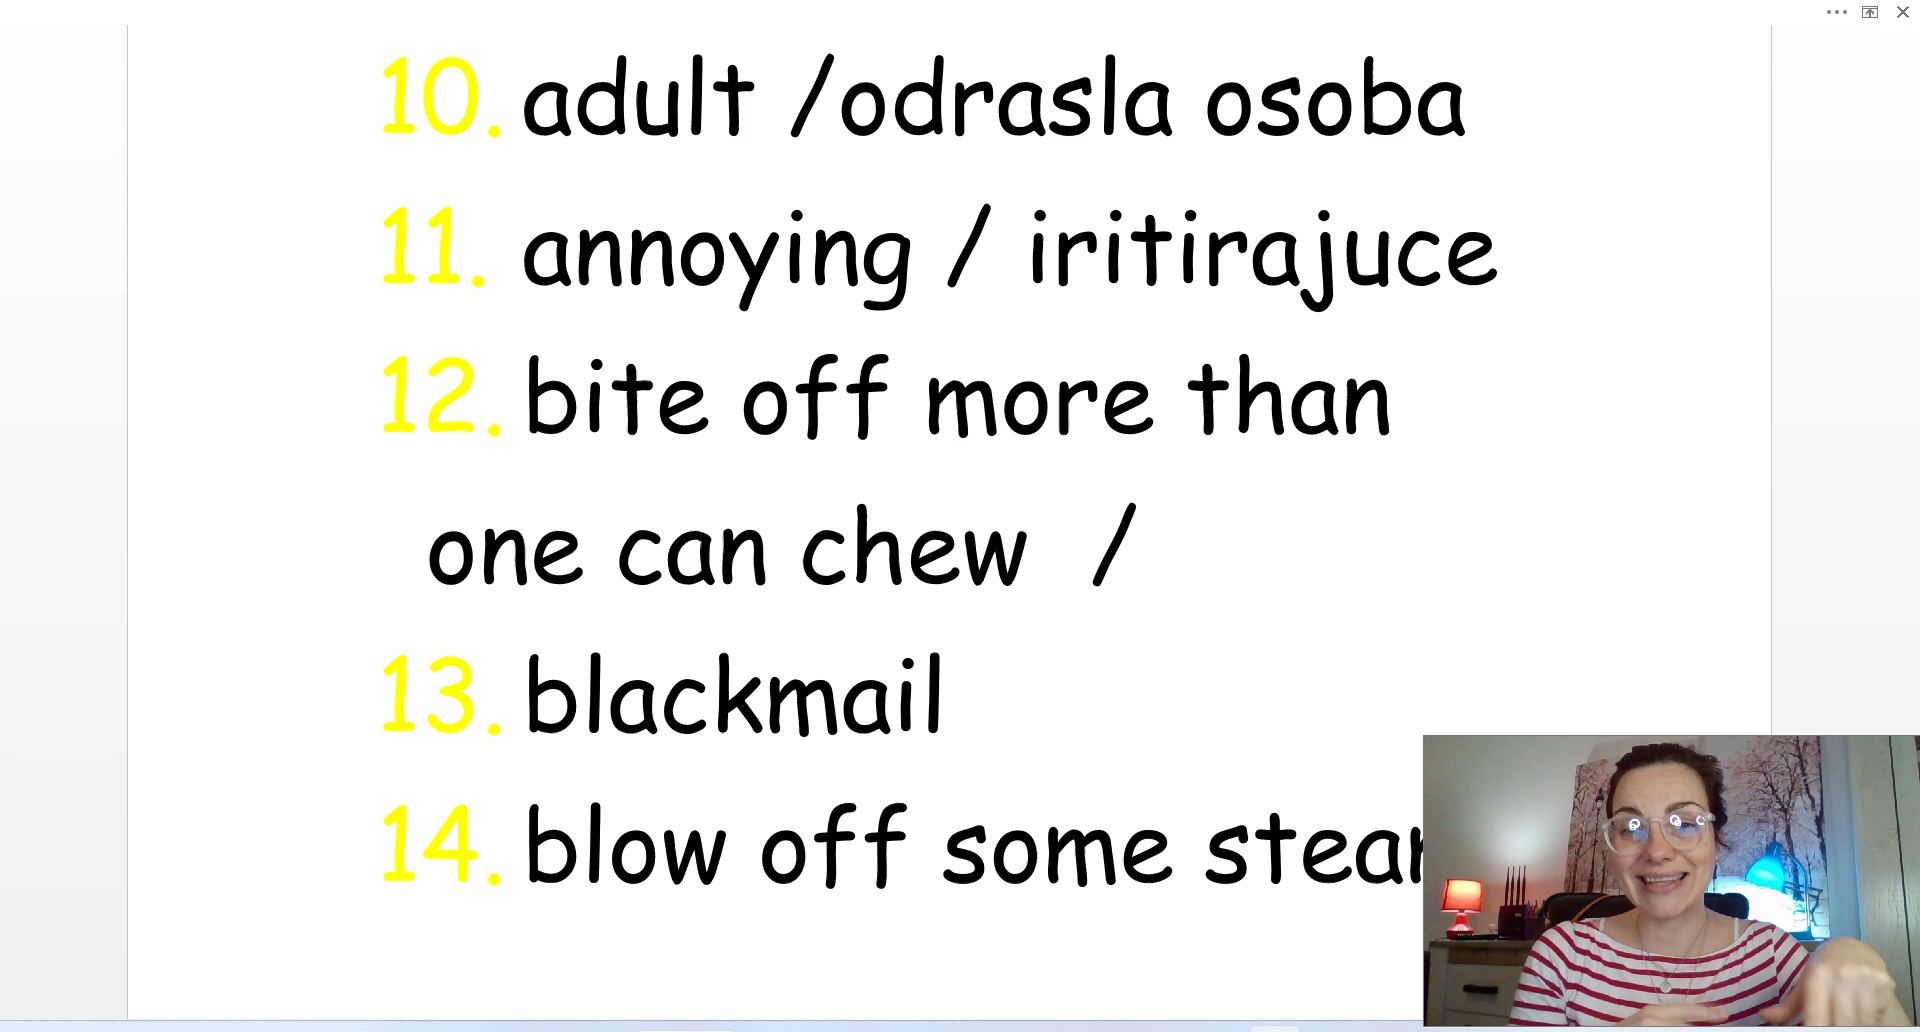 10. adult /odrasla osoba
11. annoying / iritirajuce
12. bite off more than
one can chew /
13. blackmail
14. blow off some